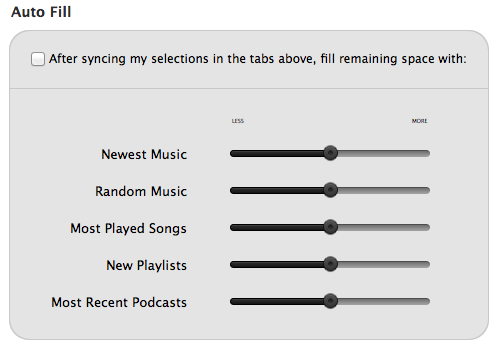 Auto Fill
After syncing my selections in the tabs above, fill remaining space with:
LESS MORE
Newest Music
Random Music
Most Played Songs
New Playlists
Most Recent Podcasts